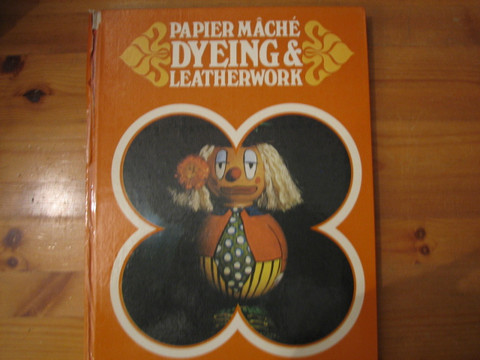 PAPIER MÂCHÉ
DYEING &
LEATHERWORK